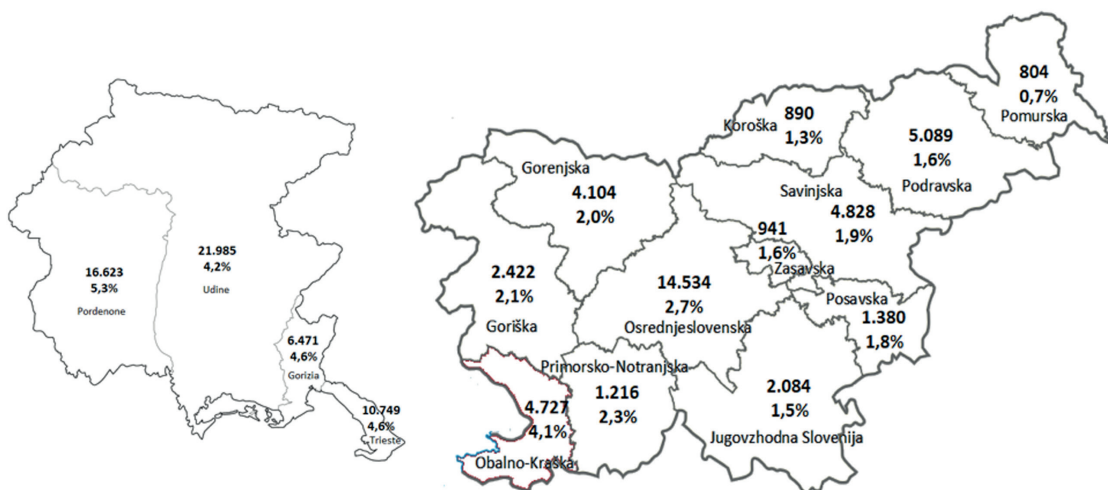 16.623
5,3%
Pordenone
21.985
4,2%
Udine
6.471
4,6%
Gorizia
10.749
4,6%
Trieste
804
0,7%
Pomurska
890
Koroška
1,3%
5.089
1,6%
Podravska
Gorenjska
4.104
2,0%
Savinjska
4.828
1,9%
941
1,6%
Zasavska
2.422
2,1%
Goriška
14.534
2,7%
Osrednjeslovenska
Posavska
1.380
1,8%
Primorsko-Notranjska
1.216
2,3%
4.727
4,1%
Obalno-Kraška
2.084
1,5%
Jugovzhodna Slovenija